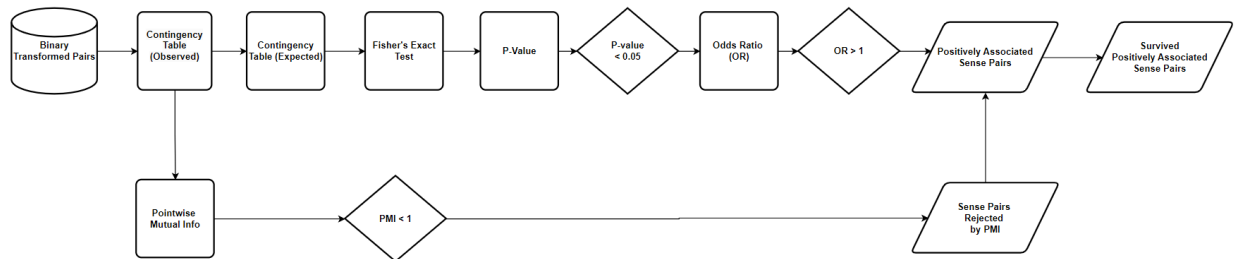 Binary
Transformed Pairs
Contingency
Table
(Observed)
Contingency
Table (Expected)
Fisher's Exact
Test
P-Value
P-value
< 0.05
Odds Ratio
(OR)
OR > 1
Positively Associated
Sense Pairs
Survived
Positively Associated
Sense Pairs
Pointwise
Mutual Info
PMI < 1
Sense Pairs
Rejected
by PMI